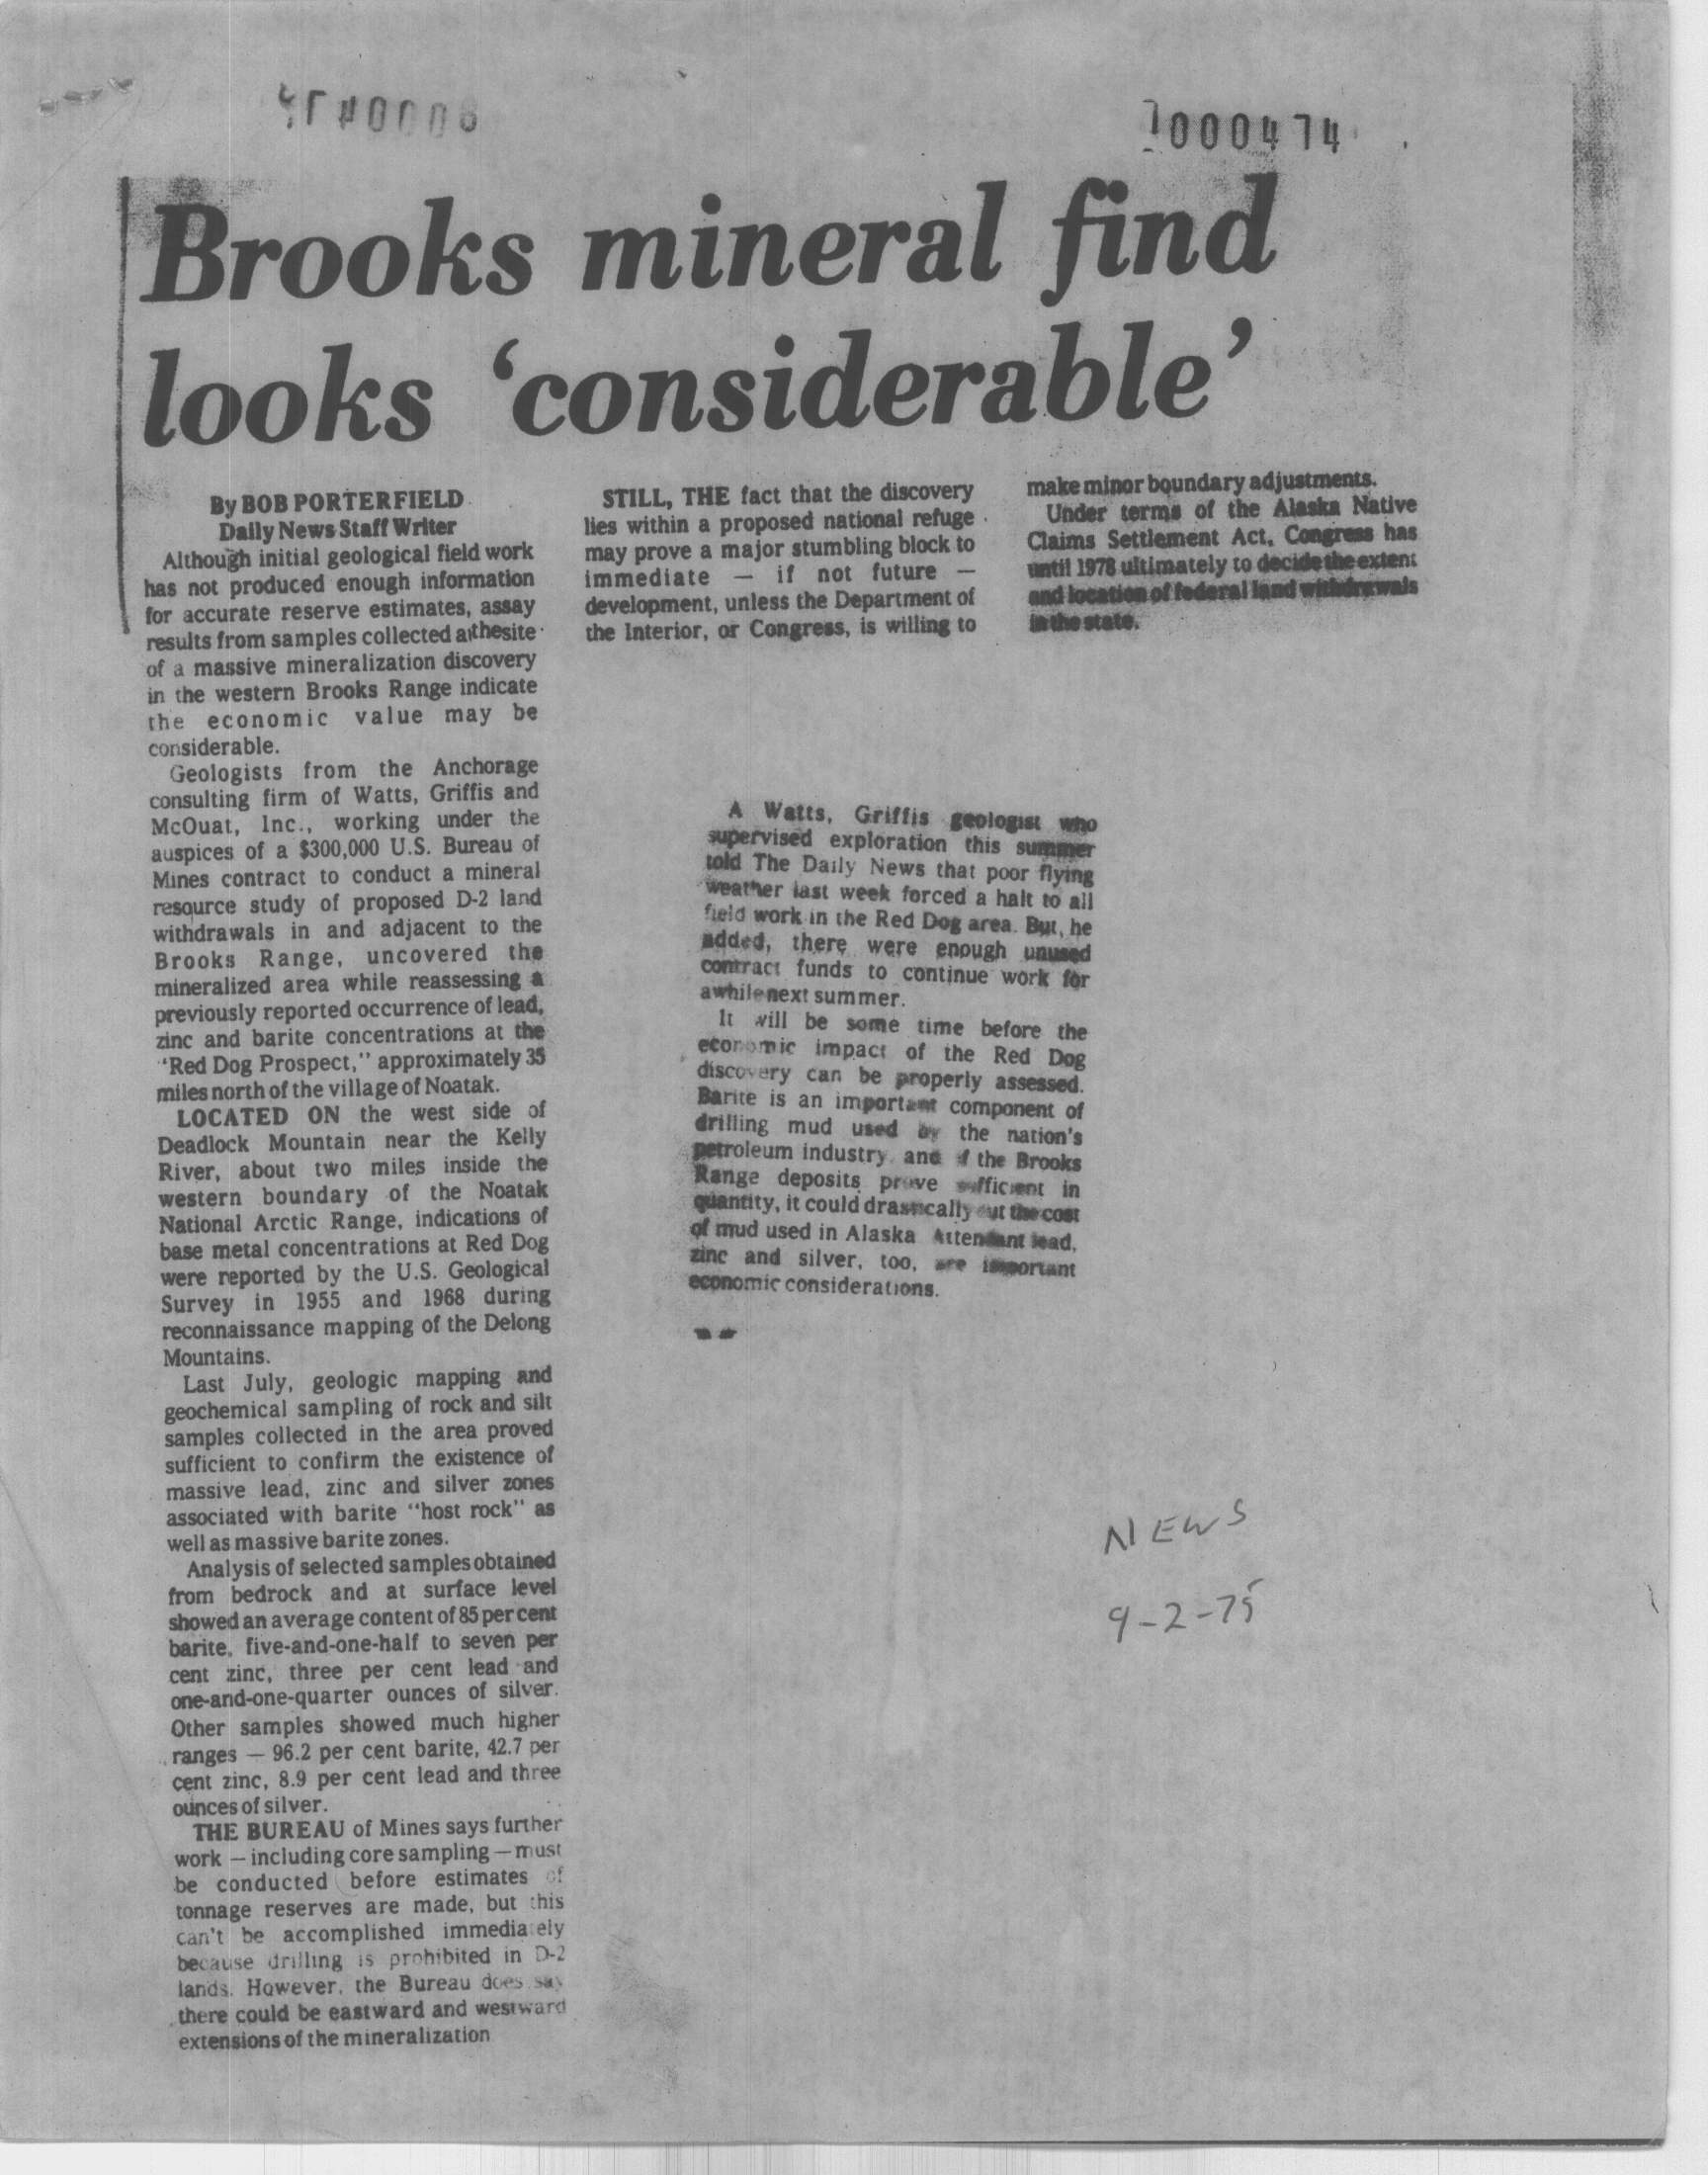 1000474
Brooks mineral find
looks ‘considerable’
By BOB PORTERFIELD
Daily News Staff Writer
Although initial geological field work
has not produced enough information
for accurate reserve estimates, assay
results from samples collected at the site
of a massive mineralization discovery
in the western Brooks Range indicate
the economic value may be
considerable.
Geologists from the Anchorage
consulting firm of Watts, Griffis and
McOuat, Inc., working under the
auspices of a $300,000 U.S. Bureau of
Mines contract to conduct a mineral
resource study of proposed D-2 land
withdrawals in and adjacent to the
Brooks Range, uncovered the
mineralized area while reassessing a
previously reported occurrence of lead,
zinc and barite concentrations at the
‘‘Red Dog Prospect,’’ approximately 35
miles north of the village of Noatak.
LOCATED ON the west side of
Deadlock Mountain near the Kelly
River, about two miles inside the
western boundary of the Noatak
National Arctic Range, indications of
base metal concentrations at Red Dog
were reported by the U.S. Geological
Survey in 1955 and 1968 during
reconnaissance mapping of the Delong
Mountains.
Last July, geologic mapping and
geochemical sampling of rock and silt
samples collected in the area proved
sufficient to confirm the existence of
massive lead, zinc and silver zones
associated with barite ‘‘host rock’’ as
well as massive barite zones.
Analysis of selected samples obtained
from bedrock and at surface level
showed an average content of 85 per cent
barite, five-and-one-half to seven per
cent zinc, three per cent lead and
one-and-one-quarter ounces of silver.
Other samples showed much higher
ranges — 96.2 per cent barite, 42.7 per
cent zinc, 8.9 per cent lead and three
ounces of silver.
THE BUREAU of Mines says further
work — including core sampling — must
be conducted before estimates of
tonnage reserves are made, but this
can't be accomplished immediately
because drilling is prohibited in D-2
lands. However, the Bureau does say
there could be eastward and westward
extensions of the mineralization
STILL, THE fact that the discovery
lies within a proposed national refuge
may prove a major stumbling block to
immediate — if not future —
development, unless the Department of
the Interior, or Congress, is willing to
make minor boundary adjustments.
Under terms of the Alaska Native
Claims Settlement Act, Congress has
until 1978 ultimately to decide the extent
and location of federal land withdrawals
in the state.
A Watts, Griffis geologist who
supervised exploration this summer
told The Daily News that poor flying
weather last week forced a halt to all
field work in the Red Dog area. But, he
added, there were enough unused
contract funds to continue work for
awhile next summer.
It will be some time before the
economic impact of the Red Dog
discovery can be properly assessed.
Barite is an important component of
drilling mud used by the nation's
petroleum industry and if the Brooks
Range deposits prove sufficient in
quantity, it could drastically cut the cost
of mud used in Alaska Attendant lead,
zinc and silver, too, are important
economic considerations.
NEWS
9-2-75